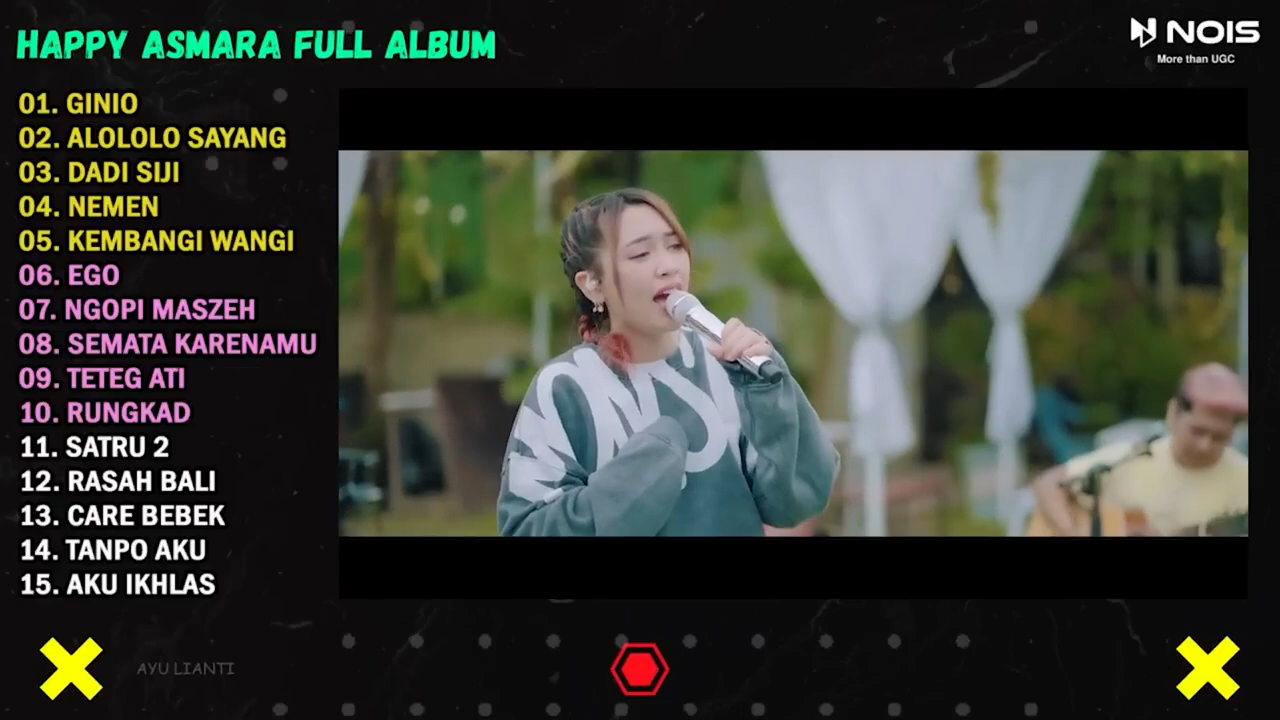 HAPPY ASMARA FULL ALBUM
NOIS
More than UGC
01. GINIO
02. ALOLOLO SAYANG
03. DADI SIJI
04. NEMEN
05. KEMBANGI WANGI
06. EGO
07. NGOPI MASZEH
08. SEMATA KARENAMU
09. TETEG ATI
10. RUNGKAD
11. SATRU 2
12. RASAH BALI
13. CARE BEBEK
14. TANPO AKU
15. AKU IKHLAS
AYU LIANTI